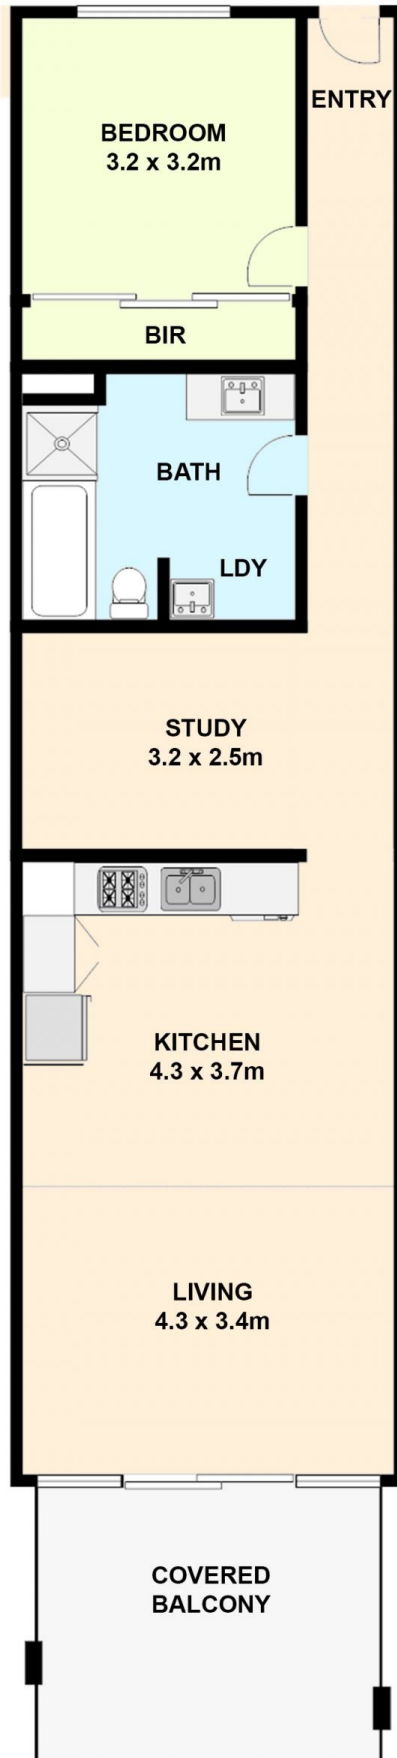 ENTRY
BEDROOM
3.2 x 3.2m
BIR
BATH
LDY
STUDY
3.2 x 2.5m
KITCHEN
4.3 x 3.7m
LIVING
4.3 x 3.4m
COVERED
BALCONY